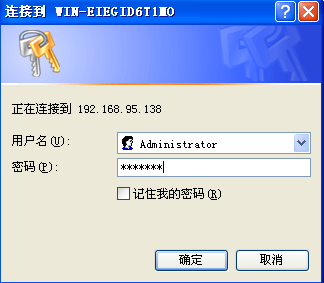 连接到 WIN-EIEGID6T1MO
正在连接到 192.168.95.138
用户名(U):
Administrator
密码(P):
*******
记住我的密码(R)
确定
取消